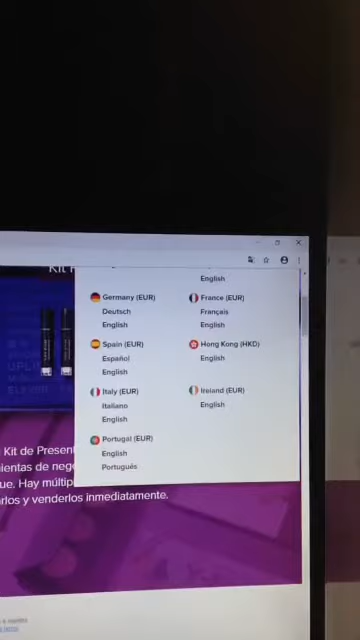 English
Germany (EUR)
Deutsch
English
France (EUR)
Français
English
Spain (EUR)
Español
English
Hong Kong (HKD)
English
Italy (EUR)
Italiano
English
Ireland (EUR)
English
Portugal (EUR)
English
Português
Kit de Present
ientas de neg
ue. Hay múltip
arlos y venderlos inmediatamente.